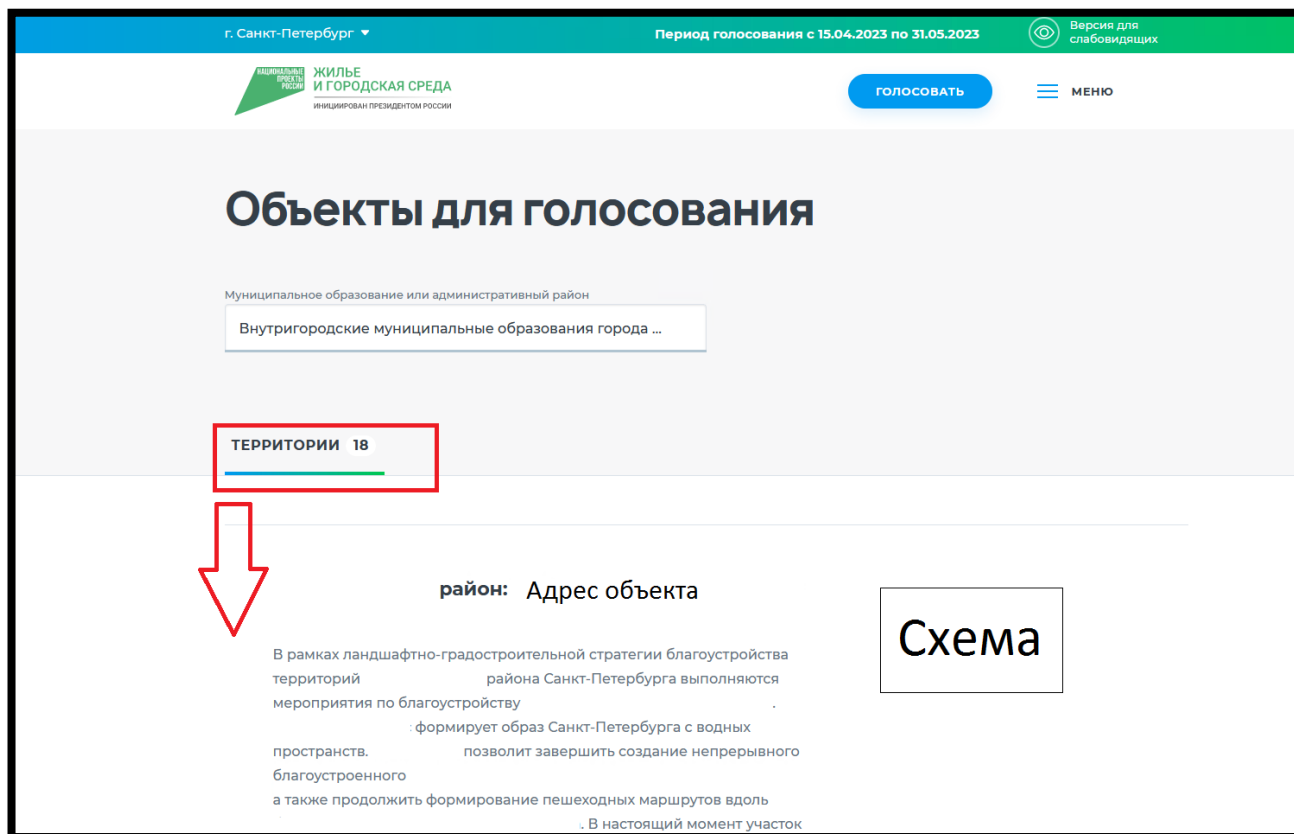 г. Санкт-Петербург
Период голосования с 15.04.2023 по 31.05.2023
Версия для
слабовидящих
НАЦИОНАЛЬНЫЕ
ПРОЕКТЫ
РОССИИ
ЖИЛЬЕ
И ГОРОДСКАЯ СРЕДА
ИНИЦИИРОВАН ПРЕЗИДЕНТОМ РОССИИ
ГОЛОСОВАТЬ
МЕНЮ
Объекты для голосования
Муниципальное образование или административный район
Внутригородские муниципальные образования города ...
ТЕРРИТОРИИ 18
район: Адрес объекта
Схема
В рамках ландшафтно-градостроительной стратегии благоустройства
территорий района Санкт-Петербурга выполняются
мероприятия по благоустройству .
формирует образ Санкт-Петербурга с водных
пространств. позволит завершить создание непрерывного
благоустроенного
а также продолжить формирование пешеходных маршрутов вдоль
. В настоящий момент участок